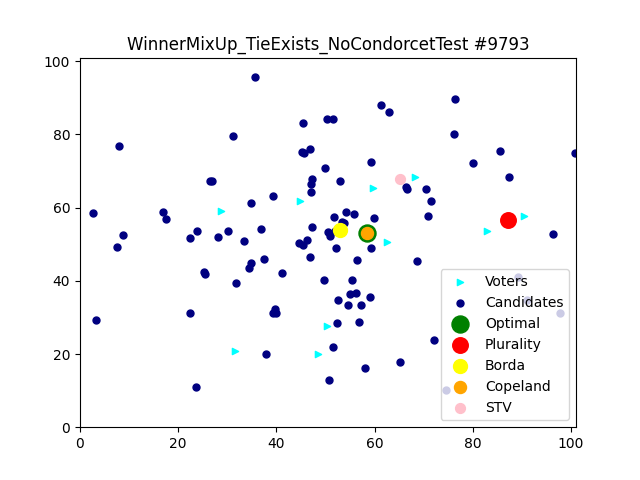 WinnerMixUp_TieExists_NoCondorcetTest #9793
100
80
60
40
20
0
0 20 40 60 80 100
Voters
Candidates
Optimal
Plurality
Borda
Copeland
STV